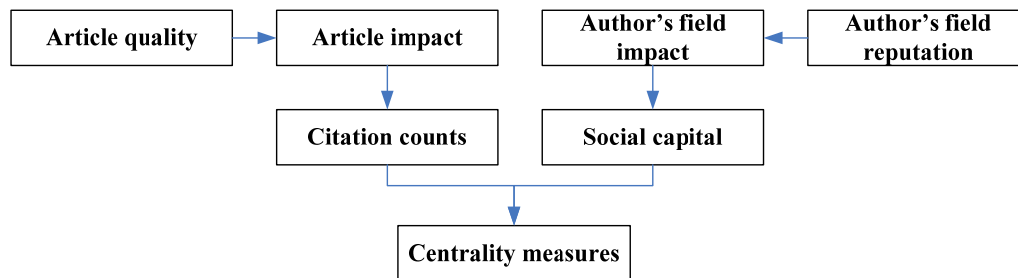 Article quality
Article impact
Author's field
impact
Author's field
reputation
Citation counts
Social capital
Centrality measures